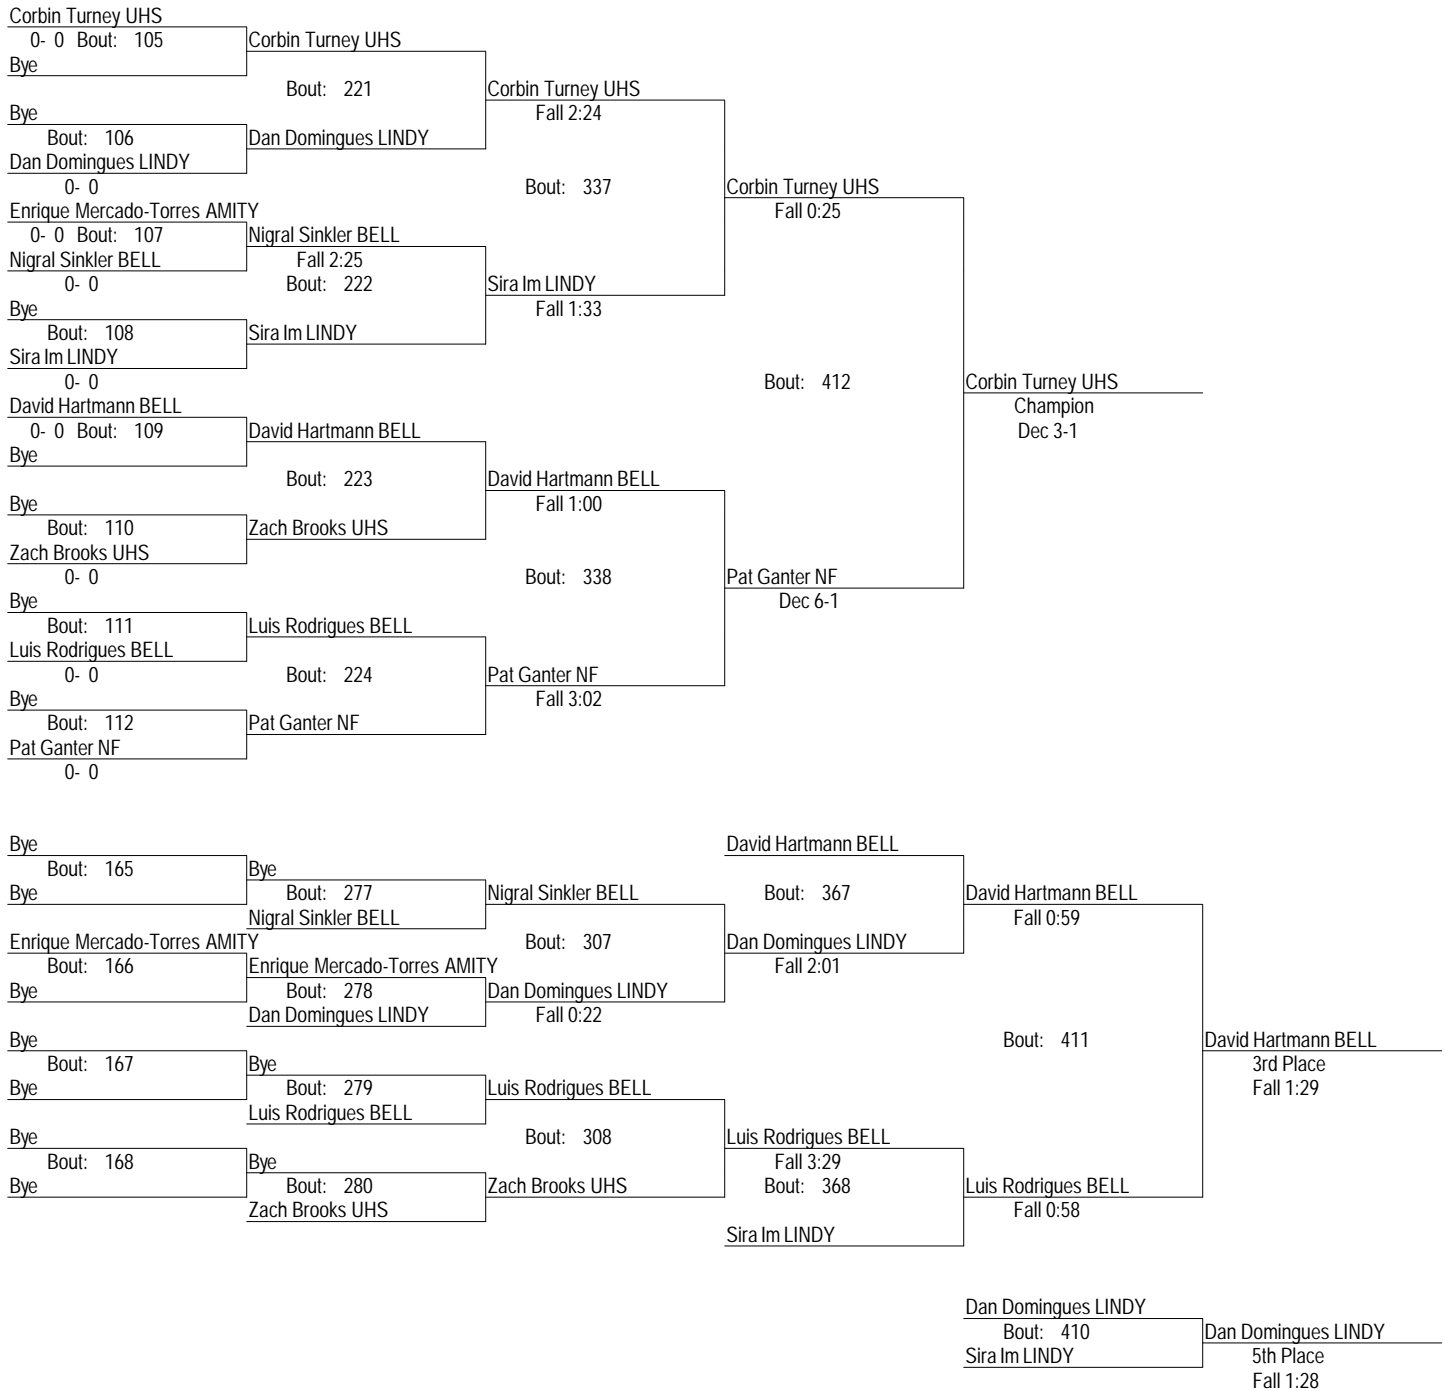 Corbin Turney UHS
0- 0 Bout: 105 Corbin Turney UHS
Bye
Bout: 221 Corbin Turney UHS
Bye Fall 2:24
Bout: 106 Dan Domingues LINDY
Dan Domingues LINDY
0- 0 Bout: 337 Corbin Turney UHS
Enrique Mercado-Torres AMITY Fall 0:25
0- 0 Bout: 107 Nigral Sinkler BELL
Nigral Sinkler BELL Fall 2:25
0- 0 Bout: 222 Sira Im LINDY
Bye Fall 1:33
Bout: 108 Sira Im LINDY
Sira Im LINDY
0- 0 Bout: 412 Corbin Turney UHS
David Hartmann BELL Champion
0- 0 Bout: 109 David Hartmann BELL Dec 3-1
Bye
Bout: 223 David Hartmann BELL
Bye Fall 1:00
Bout: 110 Zach Brooks UHS
Zach Brooks UHS
0- 0 Bout: 338 Pat Ganter NF
Bye Dec 6-1
Bout: 111 Luis Rodrigues BELL
Luis Rodrigues BELL
0- 0 Bout: 224 Pat Ganter NF
Bye Fall 3:02
Bout: 112 Pat Ganter NF
Pat Ganter NF
0- 0
Bye David Hartmann BELL
Bout: 165 Bye
Bye Bout: 277 Nigral Sinkler BELL Bout: 367 David Hartmann BELL
Nigral Sinkler BELL Fall 0:59
Enrique Mercado-Torres AMITY Bout: 307 Dan Domingues LINDY
Bout: 166 Enrique Mercado-Torres AMITY Fall 2:01
Bye Bout: 278 Dan Domingues LINDY
Dan Domingues LINDY Fall 0:22
Bye Bout: 411 David Hartmann BELL
Bout: 167 Bye 3rd Place
Bye Bout: 279 Luis Rodrigues BELL Fall 1:29
Luis Rodrigues BELL
Bye Bout: 308 Luis Rodrigues BELL
Bout: 168 Bye Fall 3:29
Bye Bout: 280 Zach Brooks UHS Bout: 368 Luis Rodrigues BELL
Zach Brooks UHS Fall 0:58
Sira Im LINDY
Dan Domingues LINDY
Bout: 410 Dan Domingues LINDY
Sira Im LINDY 5th Place
Fall 1:28